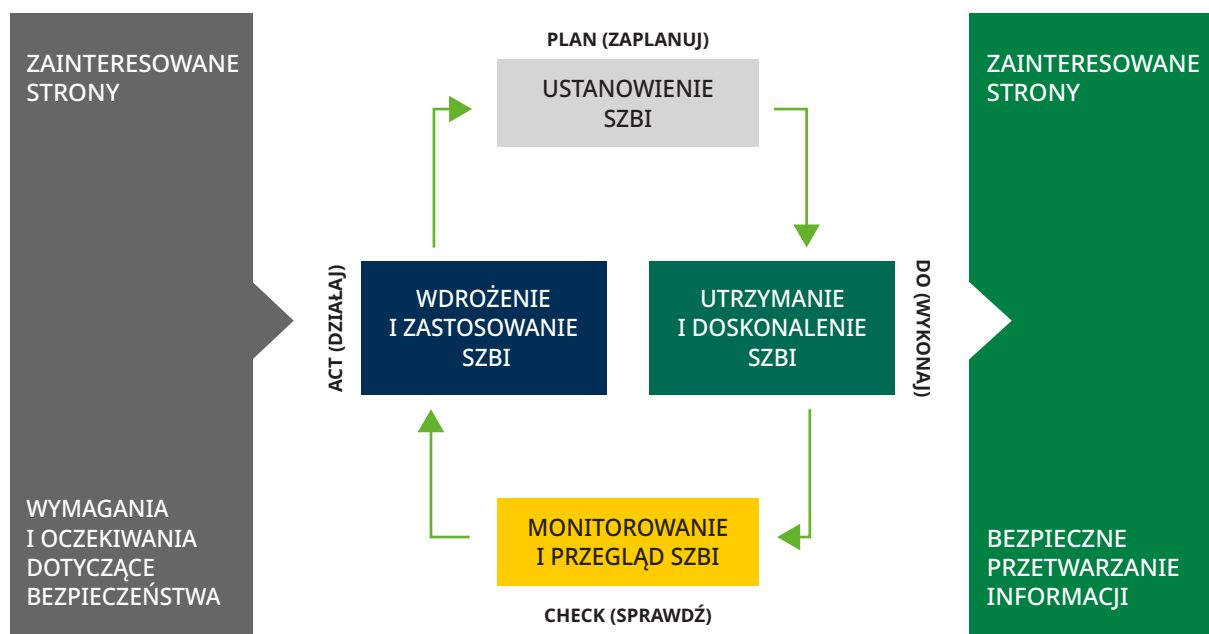 ZAINTERESOWANE
STRONY
WYMAGANIA
I OCZEKIWANIA
DOTYCZĄCE
BEZPIECZEŃSTWA
PLAN (ZAPLANUJ)
USTANOWIENIE
SZBI
ACT (DZIAŁAJ)
WDROŻENIE
I ZASTOSOWANIE
SZBI
UTRZYMANIE
I DOSKONALENIE
SZBI
DO (WYKONAJ)
MONITOROWANIE
I PRZEGLĄD SZBI
CHECK (SPRAWDŹ)
ZAINTERESOWANE
STRONY
BEZPIECZNE
PRZETWARZANIE
INFORMACJI